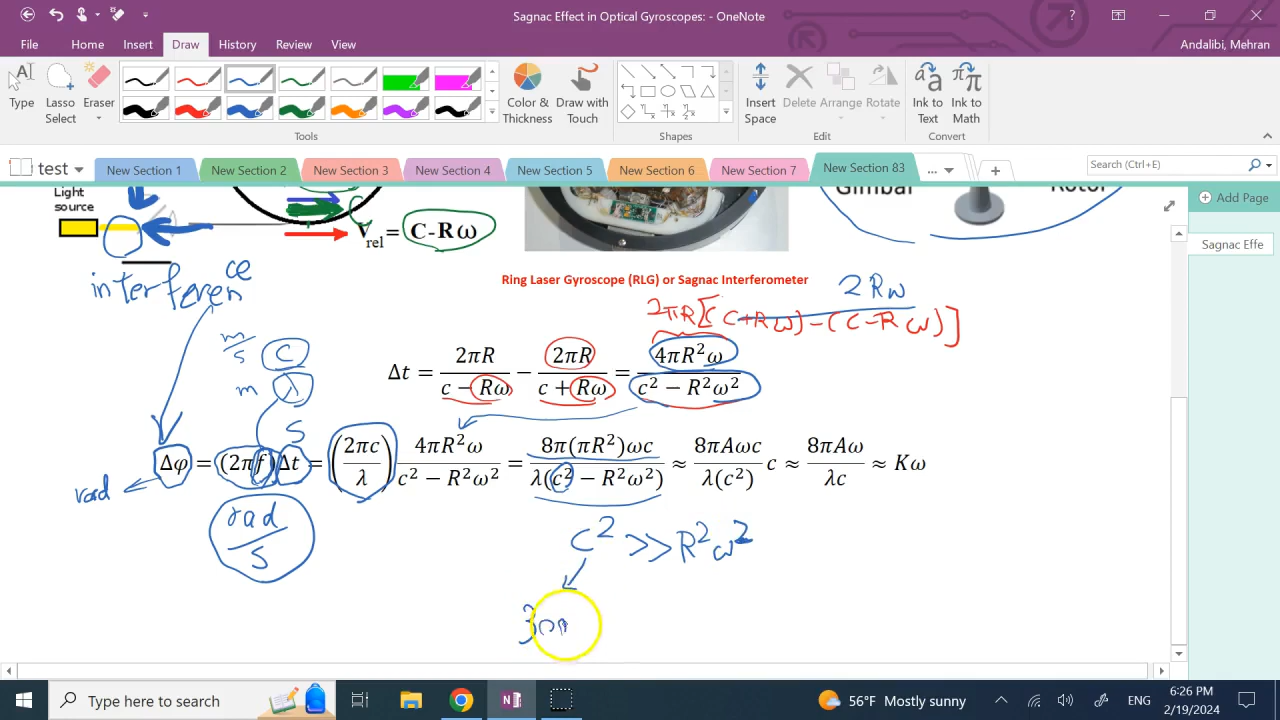 Sagnac Effect in Optical Gyroscopes: - OneNote
Andalibi, Mehran
File Home Insert Draw History Review View
Type
Lasso Select
Eraser
Color & Thickness
Draw with Touch
Insert Space
Delete
Arrange
Rotate
Ink to Text
Ink to Math
Tools Shapes Edit Convert
test New Section 1 New Section 2 New Section 3 New Section 4 New Section 5 New Section 6 New Section 7 New Section 83 ...
Search (Ctrl+E)
Add Page
Sagnac Effe
Light source
Gimbal Rotor
V rel = C-Rω
C
interference
Ring Laser Gyroscope (RLG) or Sagnac Interferometer
2Rω
2πR[(C+Rω) - (C-Rω)]
m/s C
m λ
Δt = 2πR/(c − Rω) − 2πR/(c + Rω) = 4πR²ω/(c² − R²ω²)
s
Δφ = (2πf)Δt = (2πc/λ) 4πR²ω/(c² − R²ω²) = 8π(πR²)ωc/(λ(c² − R²ω²)) ≈ 8πAωc/(λ(c²)) c ≈ 8πAω/(λc) ≈ Kω
rad
rad/s
C² >> R²ω²
56°F Mostly sunny
Type here to search
ENG
6:26 PM
2/19/2024